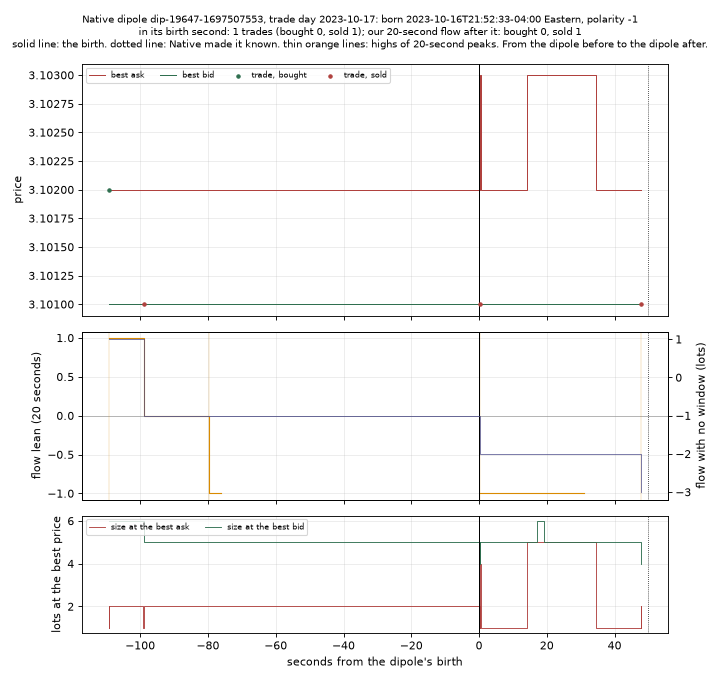 Native dipole dip-19647-1697507553, trade day 2023-10-17: born 2023-10-16T21:52:33-04:00 Eastern, polarity -1
in its birth second: 1 trades (bought 0, sold 1); our 20-second flow after it: bought 0, sold 1
solid line: the birth. dotted line: Native made it known. thin orange lines: highs of 20-second peaks. From the dipole before to the dipole after.
best ask best bid trade, bought trade, sold
3.10300
3.10275
3.10250
3.10225
3.10200
3.10175
3.10150
3.10125
3.10100
price
1.0
0.5
0.0
−0.5
−1.0
flow lean (20 seconds)
1
0
−1
−2
−3
flow with no window (lots)
size at the best ask size at the best bid
6
4
2
lots at the best price
−100 −80 −60 −40 −20 0 20 40
seconds from the dipole's birth